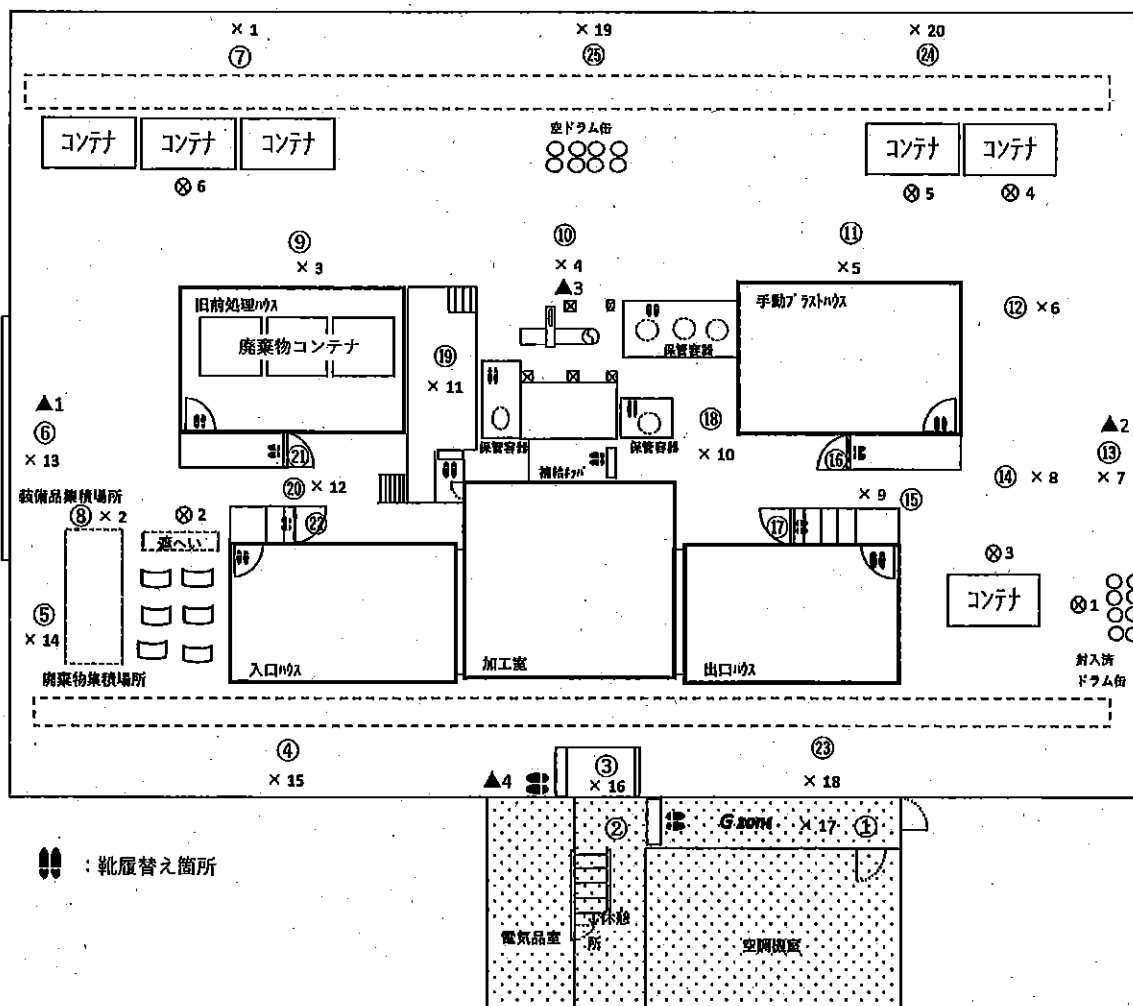 × 1
× 19
× 20
⑦
㉕
㉔
コンテナ
コンテナ
コンテナ
空ドラム缶
コンテナ
コンテナ
⊗ 6
⊗ 5
⊗ 4
⑨
⑩
⑪
× 3
× 4
×5
▲3
旧前処理ハウス
手動ブラストハウス
⑫ ×6
廃棄物コンテナ
⑲
保管容器
× 11
▲1
▲2
⑥
⑱
⑬
× 13
㉑
保管容器
保管容器
× 10
⑯
× 7
補給ホッパ
⑳ × 12
⑭ × 8
装備品集積場所
× 9 ⑮
⑧ × 2
⊗ 2
㉒
⑰
遮へい
⊗ 3
コンテナ
⊗ 1
⑤
× 14
入口ハウス
加工室
出口ハウス
封入済
ドラム缶
廃棄物集積場所
④
③
㉓
× 15
▲4
× 16
× 18
②
G ZONE
× 17
①
:靴履替え箇所
電気品室
所
空調機室